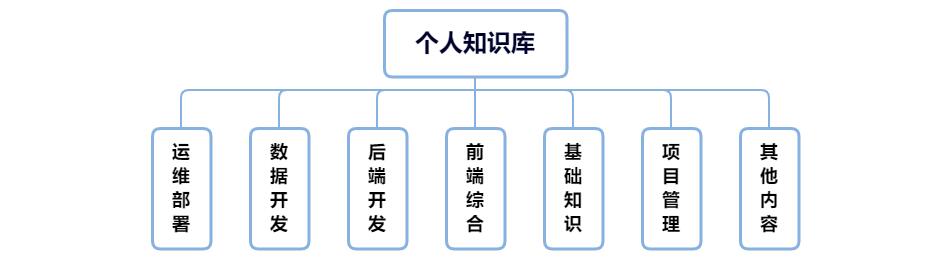 个人知识库
运维部署
数据开发
后端开发
前端综合
基础知识
项目管理
其他内容